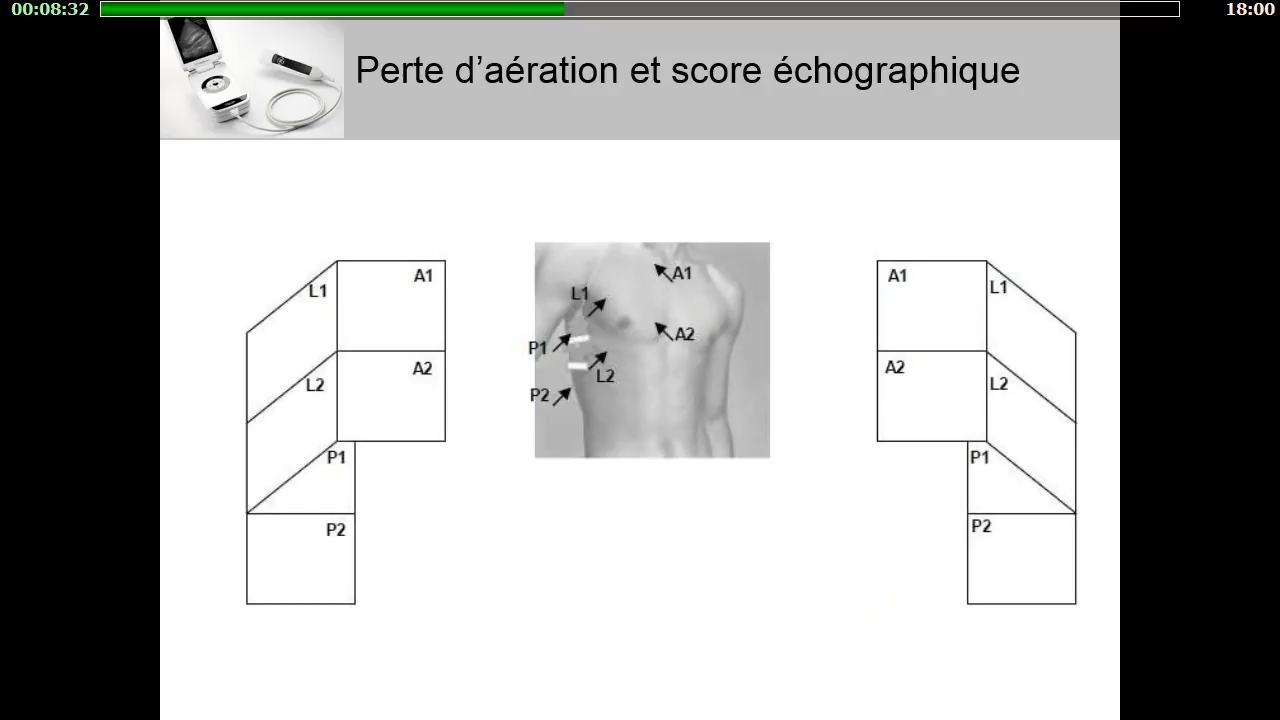 00:08:32
18:00
Perte d'aération et score échographique
A1
L1
A2
L2
P1
P2
A1
L1
A2
P1
L2
P2
A1
L1
A2
L2
P1
P2